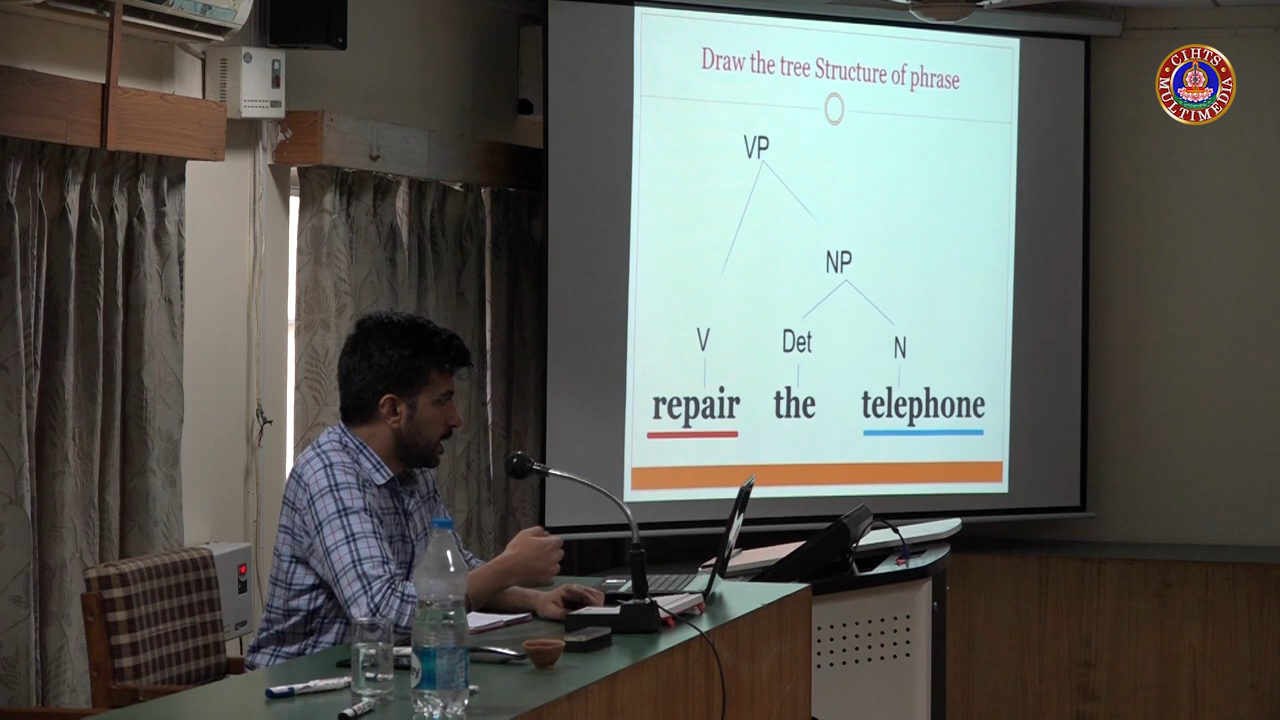 Draw the tree Structure of phrase
VP
NP
V Det N
repair the telephone
CIHTS
MULTIMEDIA